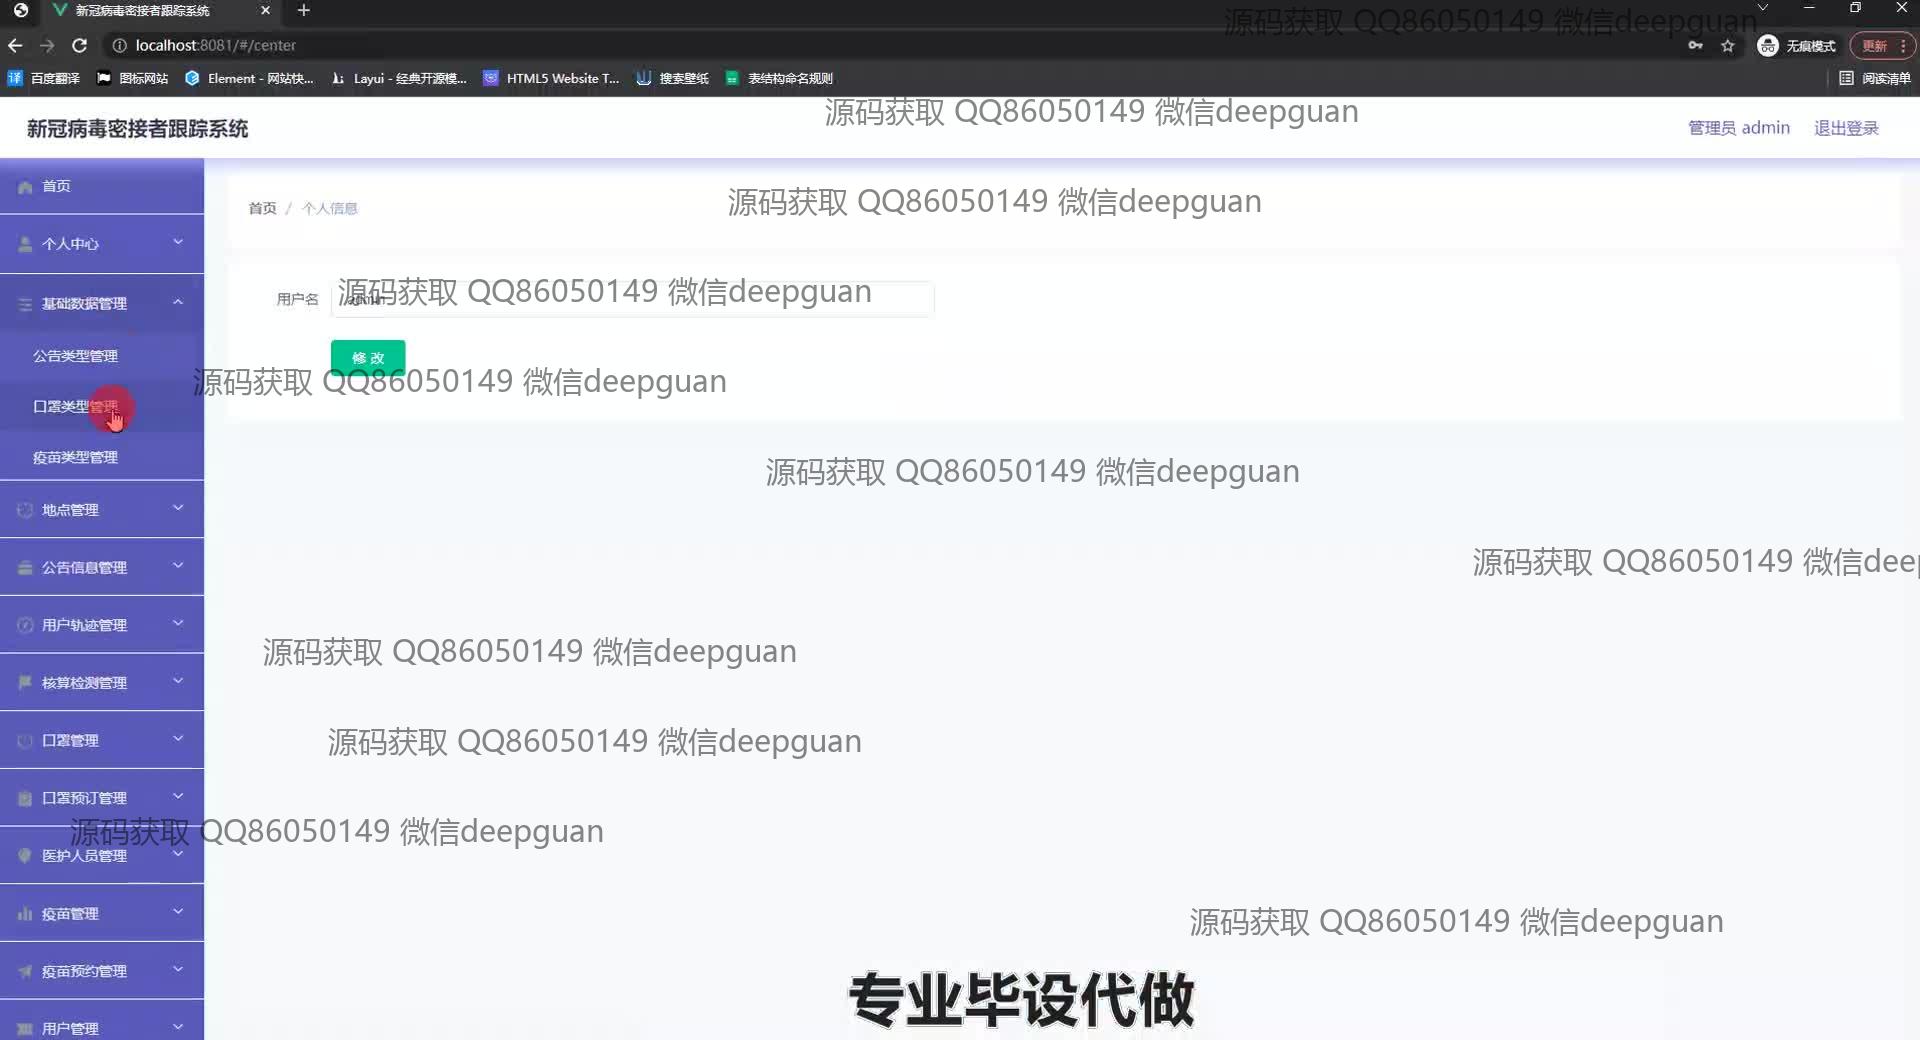 新冠病毒密接者跟踪系统
源码获取 QQ86050149 微信deepguan
localhost:8081/#/center
无痕模式
更新
百度翻译
图标网站
Element - 网站快...
Layui - 经典开源模...
HTML5 Website T...
搜索壁纸
表结构命名规则
阅读清单
源码获取 QQ86050149 微信deepguan
新冠病毒密接者跟踪系统
管理员 admin
退出登录
首页
个人中心
基础数据管理
公告类型管理
口罩类型管理
疫苗类型管理
地点管理
公告信息管理
用户轨迹管理
核算检测管理
口罩管理
口罩预订管理
医护人员管理
疫苗管理
疫苗预约管理
用户管理
首页 / 个人信息
源码获取 QQ86050149 微信deepguan
用户名
admin
源码获取 QQ86050149 微信deepguan
修改
源码获取 QQ86050149 微信deepguan
源码获取 QQ86050149 微信deepguan
源码获取 QQ86050149 微信deep
源码获取 QQ86050149 微信deepguan
源码获取 QQ86050149 微信deepguan
源码获取 QQ86050149 微信deepguan
源码获取 QQ86050149 微信deepguan
专业毕设代做